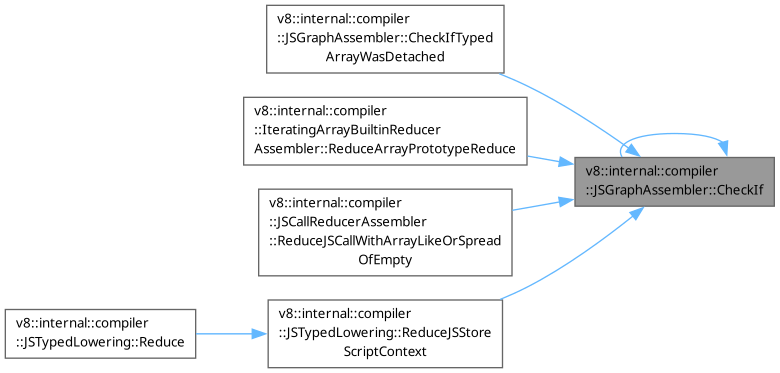 v8::internal::compiler
::JSGraphAssembler::CheckIfTyped
ArrayWasDetached
v8::internal::compiler
::IteratingArrayBuiltinReducer
Assembler::ReduceArrayPrototypeReduce
v8::internal::compiler
::JSGraphAssembler::CheckIf
v8::internal::compiler
::JSCallReducerAssembler
::ReduceJSCallWithArrayLikeOrSpread
OfEmpty
v8::internal::compiler
::JSTypedLowering::Reduce
v8::internal::compiler
::JSTypedLowering::ReduceJSStore
ScriptContext